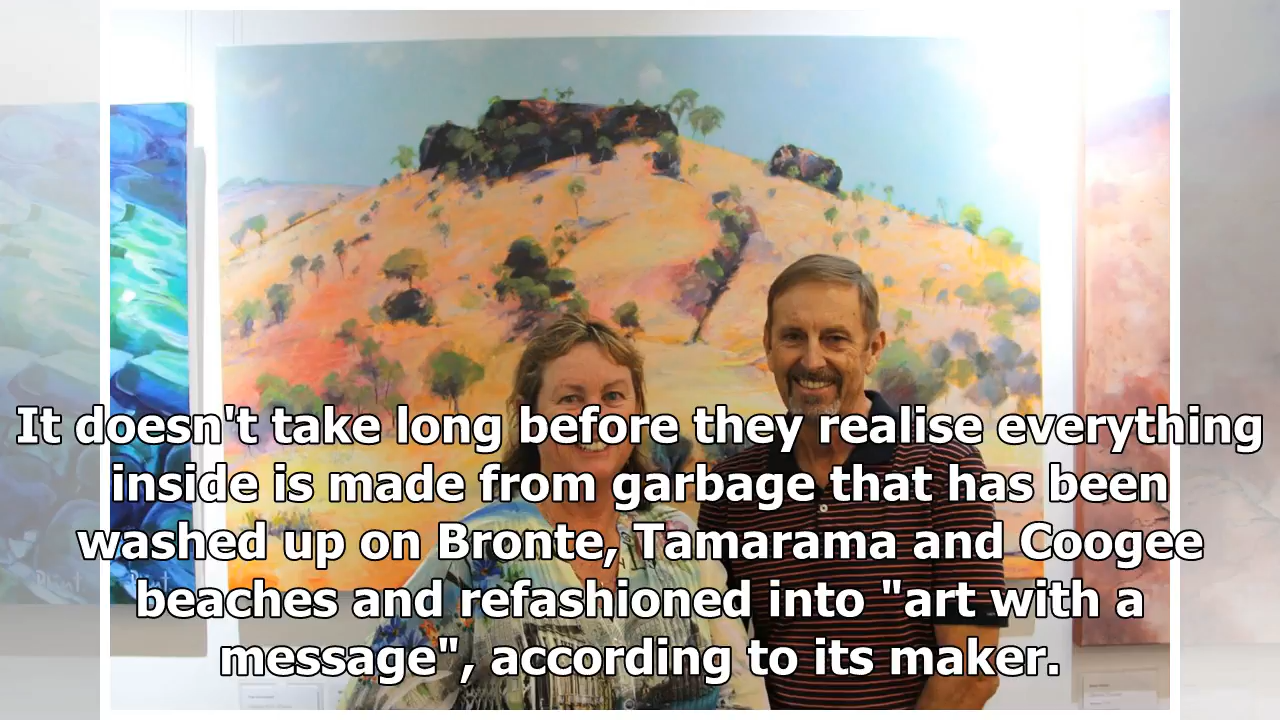 It doesn't take long before they realise everything
inside is made from garbage that has been
washed up on Bronte, Tamarama and Coogee
beaches and refashioned into "art with a
message", according to its maker.